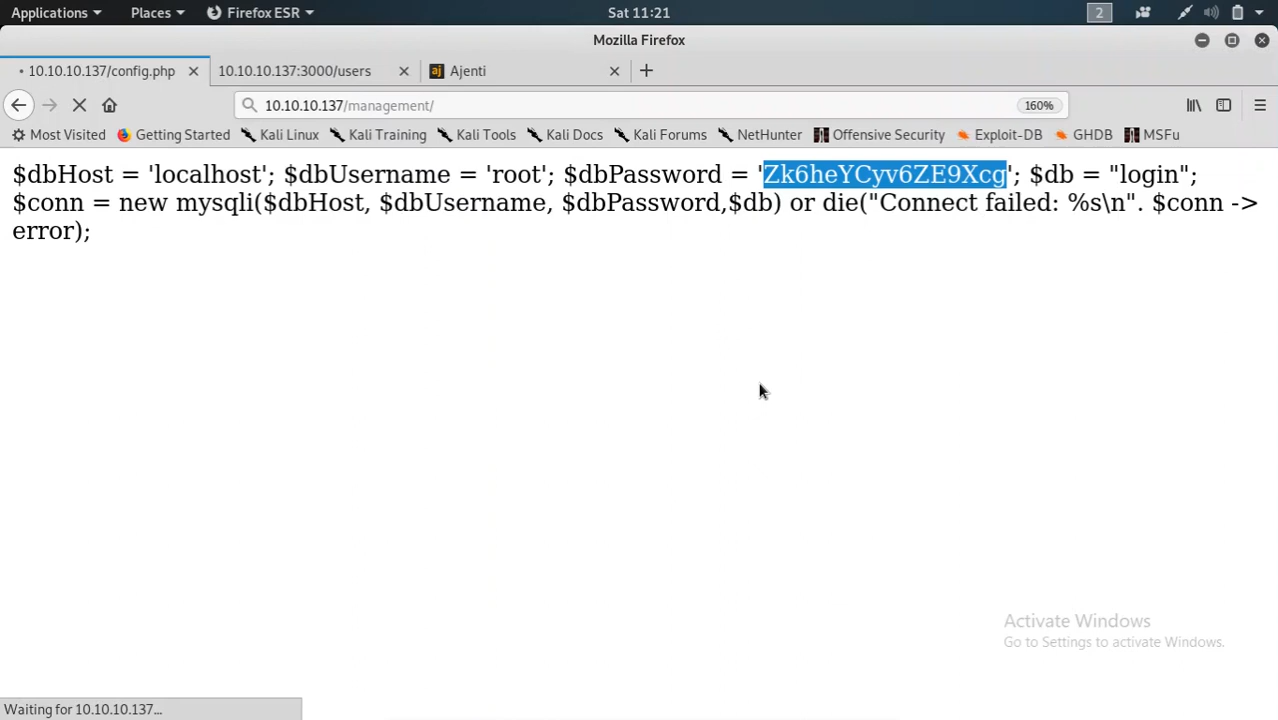 Applications Places Firefox ESR Sat 11:21 2
Mozilla Firefox
10.10.10.137/config.php 10.10.10.137:3000/users aj Ajenti
10.10.10.137/management/ 160%
Most Visited Getting Started Kali Linux Kali Training Kali Tools Kali Docs Kali Forums NetHunter Offensive Security Exploit-DB GHDB MSFu
$dbHost = 'localhost'; $dbUsername = 'root'; $dbPassword = 'Zk6heYCyv6ZE9Xcg'; $db = "login";
$conn = new mysqli($dbHost, $dbUsername, $dbPassword,$db) or die("Connect failed: %s\n". $conn ->
error);
Activate Windows
Go to Settings to activate Windows.
Waiting for 10.10.10.137...